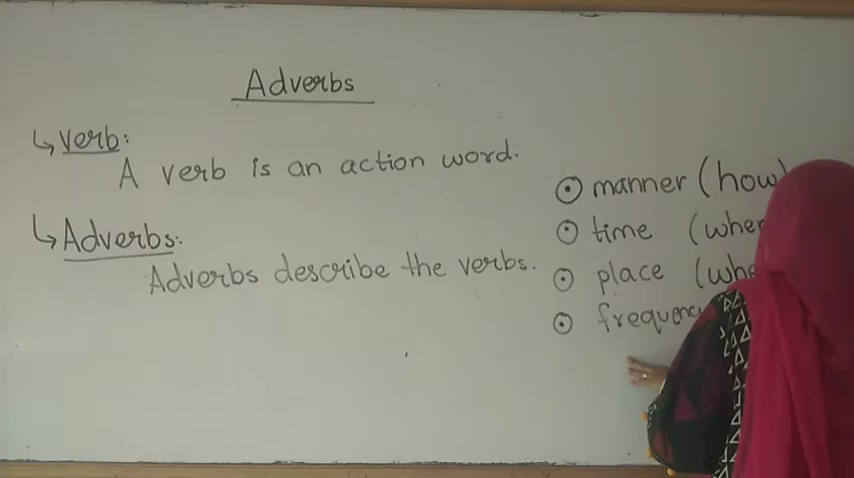 Adverbs
↳ verb:
A verb is an action word.
↳ Adverbs:
Adverbs describe the verbs.
⊙ manner (how)
⊙ time
⊙ place
⊙